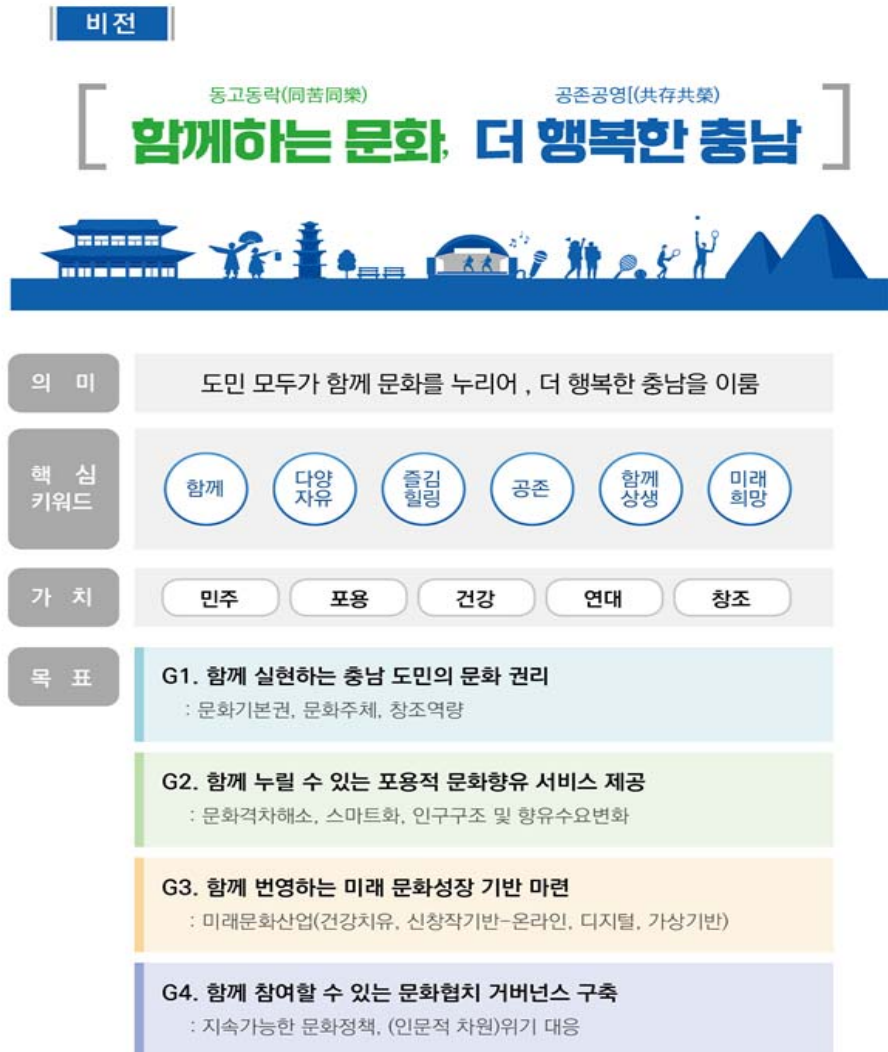 비전
동고동락(同苦同樂)
공존공영[(共存共榮)
함께하는 문화, 더 행복한 충남
의 미
도민 모두가 함께 문화를 누리어 , 더 행복한 충남을 이룸
핵 심
키워드
함께
다양
자유
즐김
힐링
공존
함께
상생
미래
희망
가 치
민주
포용
건강
연대
창조
목 표
G1. 함께 실현하는 충남 도민의 문화 권리
: 문화기본권, 문화주체, 창조역량
G2. 함께 누릴 수 있는 포용적 문화향유 서비스 제공
: 문화격차해소, 스마트화, 인구구조 및 향유수요변화
G3. 함께 번영하는 미래 문화성장 기반 마련
: 미래문화산업(건강치유, 신창작기반-온라인, 디지털, 가상기반)
G4. 함께 참여할 수 있는 문화협치 거버넌스 구축
: 지속가능한 문화정책, (인문적 차원)위기 대응